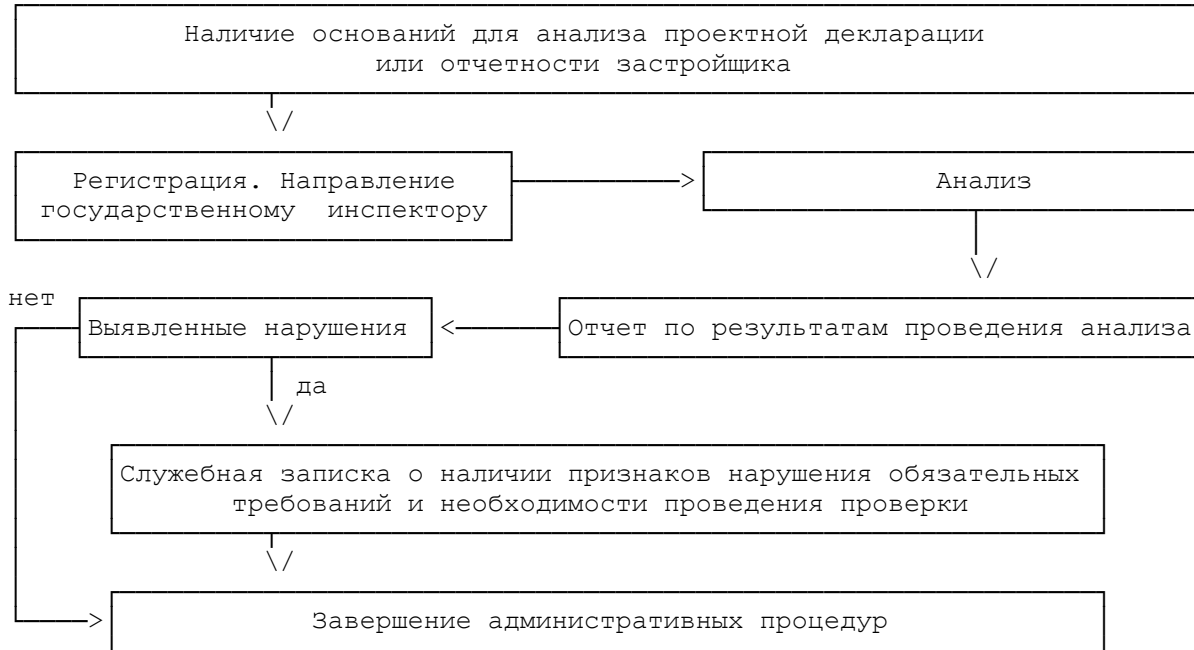 Наличие оснований для анализа проектной декларации
или отчетности застройщика
Регистрация. Направление
государственному инспектору
Анализ
нет
Выявленные нарушения
Отчет по результатам проведения анализа
да
Служебная записка о наличии признаков нарушения обязательных
требований и необходимости проведения проверки
Завершение административных процедур